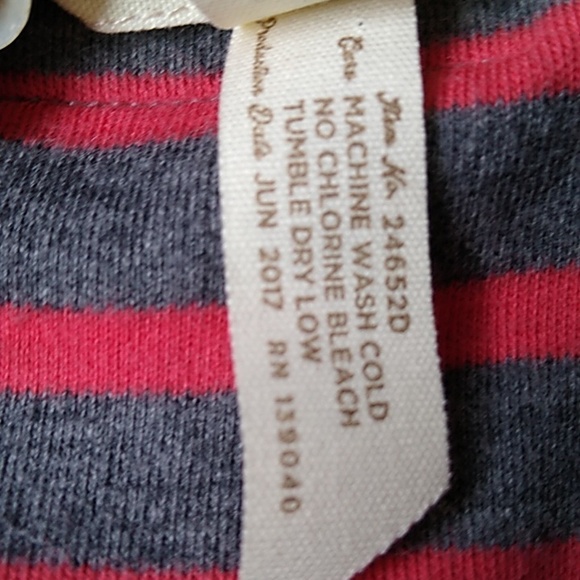 Item No. 24652D
Care MACHINE WASH COLD
NO CHLORINE BLEACH
TUMBLE DRY LOW
Production Date JUN 2017 RN 139040